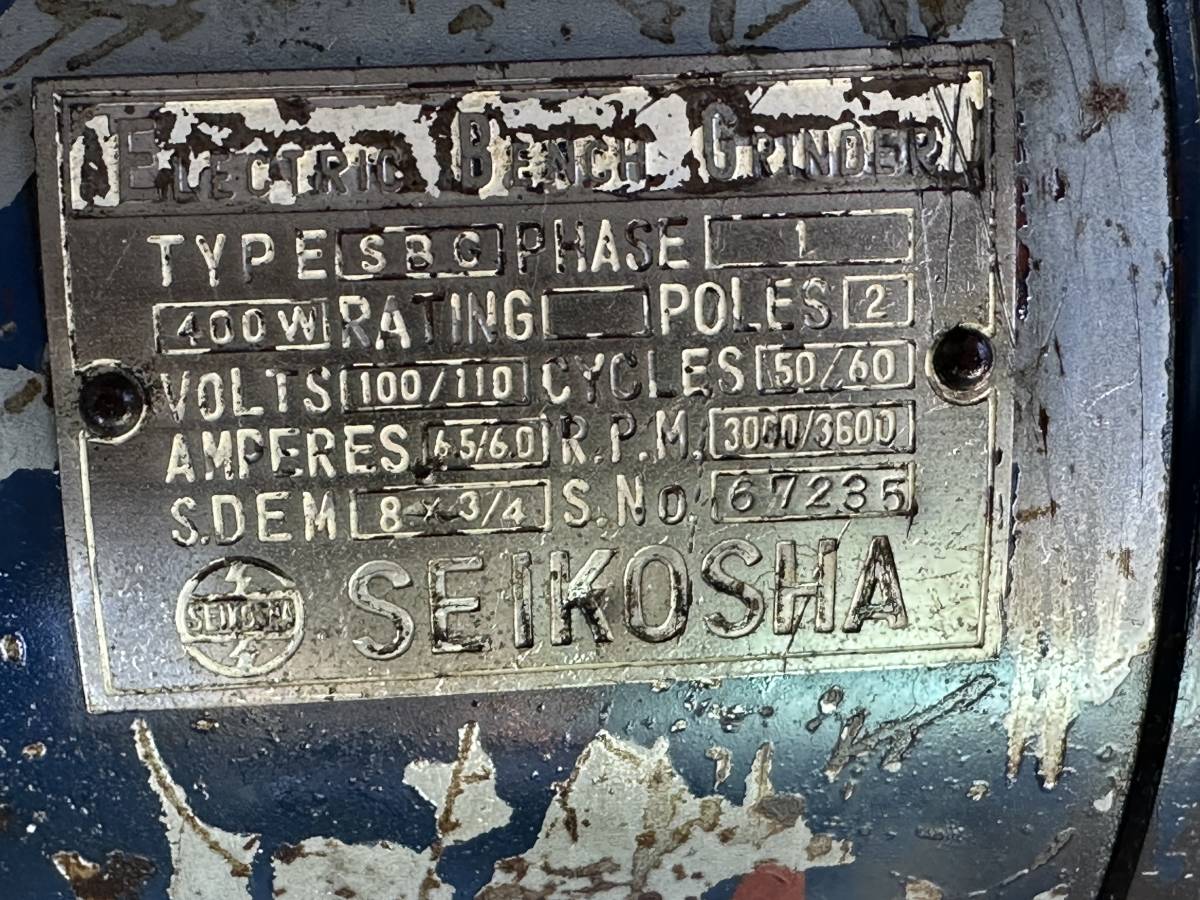 ELECTRIC BENCH GRINDER
TYPE SBC PHASE 1
400W RATING POLES 2
VOLTS 100/110 CYCLES 50/60
AMPERES 6.5/6.0 R.P.M. 3000/3600
S.DEM 8 x 3/4 S.No. 67235
SEIKOSHA SEIKOSHA